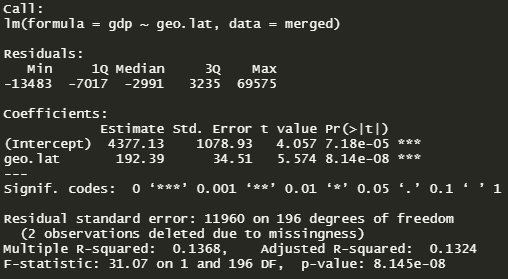 Call:
lm(formula = gdp ~ geo.lat, data = merged)
Residuals:
Min 1Q Median 3Q Max
-13483 -7017 -2991 3235 69575
Coefficients:
Estimate Std. Error t value Pr(>|t|)
(Intercept) 4377.13 1078.93 4.057 7.18e-05 ***
geo.lat 192.39 34.51 5.574 8.14e-08 ***
---
Signif. codes: 0 ‘***’ 0.001 ‘**’ 0.01 ‘*’ 0.05 ‘.’ 0.1 ‘ ’ 1
Residual standard error: 11960 on 196 degrees of freedom
(2 observations deleted due to missingness)
Multiple R-squared: 0.1368, Adjusted R-squared: 0.1324
F-statistic: 31.07 on 1 and 196 DF, p-value: 8.145e-08